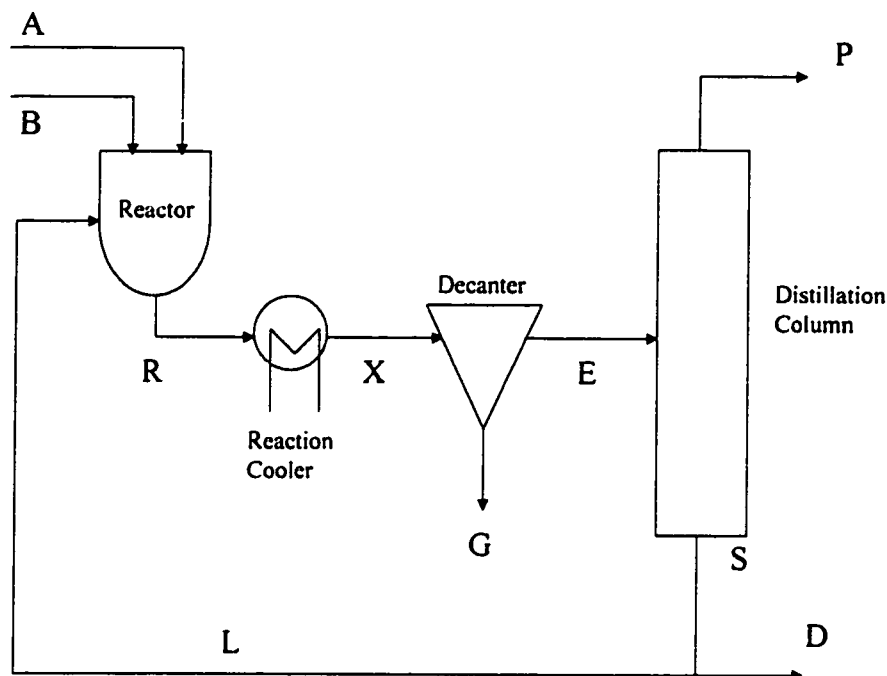 A
P
B
Reactor
Decanter
Distillation
Column
R
X
E
Reaction
Cooler
G
S
L
D